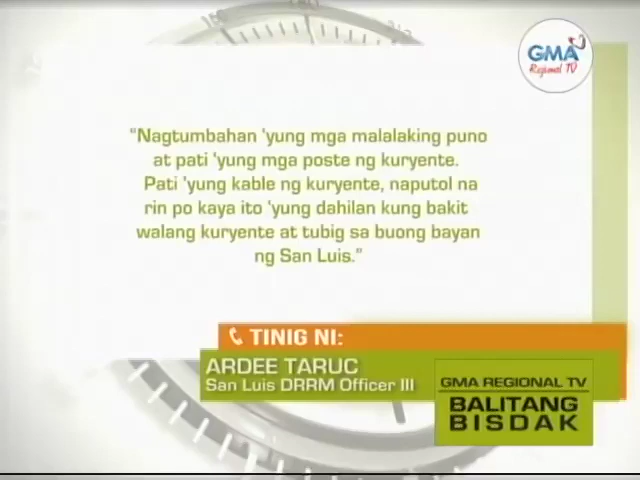 GMA
Regional TV
“Nagtumbahan ‘yung mga malalaking puno
at pati ‘yung mga poste ng kuryente.
Pati ‘yung kable ng kuryente, naputol na
rin po kaya ito ‘yung dahilan kung bakit
walang kuryente at tubig sa buong bayan
ng San Luis.”
TINIG NI:
ARDEE TARUC
San Luis DRRM Officer III
GMA REGIONAL TV
BALITANG
BISDAK